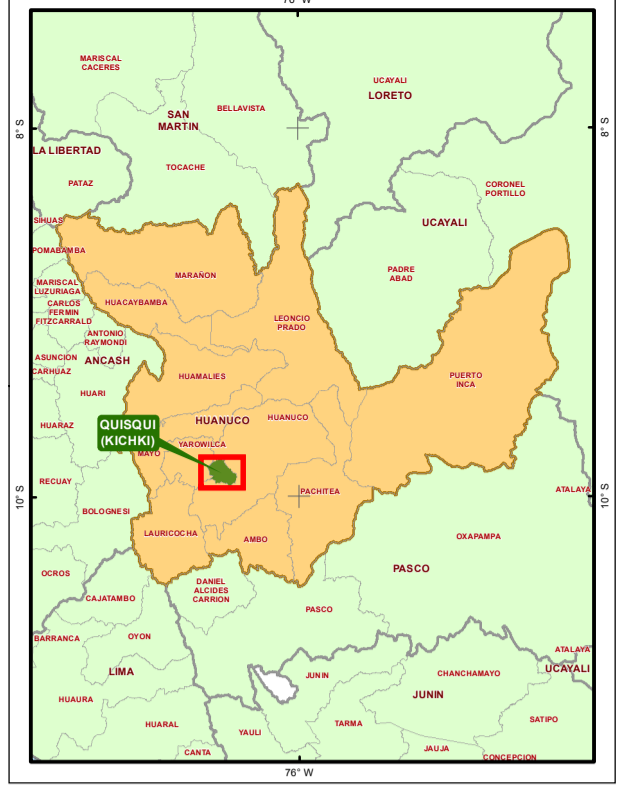 76° W
MARISCAL
CACERES
UCAYALI
LORETO
BELLAVISTA
SAN
MARTIN
8° S
8° S
LA LIBERTAD
TOCACHE
PATAZ
CORONEL
PORTILLO
SIHUAS
UCAYALI
POMABAMBA
MARAÑON
PADRE
ABAD
MARISCAL
LUZURIAGA
HUACAYBAMBA
CARLOS
FERMIN
FITZCARRALD
LEONCIO
PRADO
ANTONIO
RAYMONDI
ASUNCION
ANCASH
CARHUAZ
HUAMALIES
PUERTO
INCA
HUARI
HUANUCO
HUANUCO
QUISQUI
(KICHKI)
HUARAZ
YAROWILCA
MAYO
RECUAY
PACHITEA
ATALAYA
10° S
10° S
BOLOGNESI
LAURICOCHA
AMBO
OXAPAMPA
PASCO
OCROS
DANIEL
ALCIDES
CARRION
CAJATAMBO
PASCO
BARRANCA
OYON
ATALAYA
LIMA
JUNIN
CHANCHAMAYO
UCAYALI
HUAURA
JUNIN
SATIPO
HUARAL
YAULI
TARMA
CANTA
JAUJA
CONCEPCION
76° W